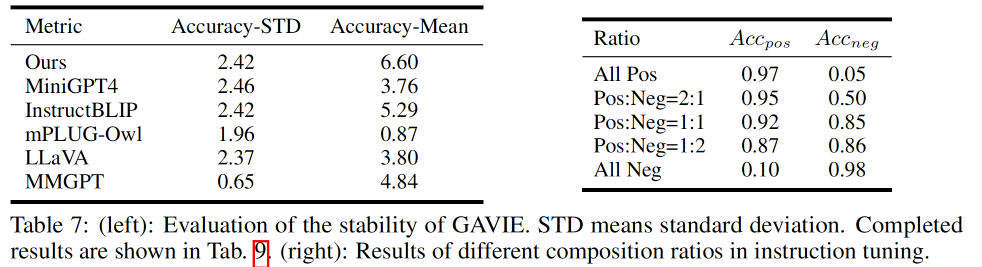 Metric Accuracy-STD Accuracy-Mean
Ours 2.42 6.60
MiniGPT4 2.46 3.76
InstructBLIP 2.42 5.29
mPLUG-Owl 1.96 0.87
LLaVA 2.37 3.80
MMGPT 0.65 4.84
Ratio Acc_pos Acc_neg
All Pos 0.97 0.05
Pos:Neg=2:1 0.95 0.50
Pos:Neg=1:1 0.92 0.85
Pos:Neg=1:2 0.87 0.86
All Neg 0.10 0.98
Table 7: (left): Evaluation of the stability of GAVIE. STD means standard deviation. Completed
results are shown in Tab. 9. (right): Results of different composition ratios in instruction tuning.